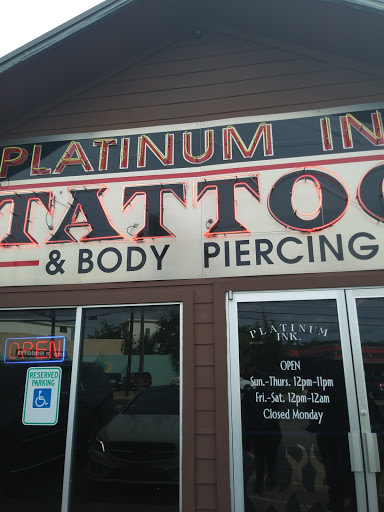 PLATINUM IN
TATTOO
& BODY PIERCING
OPEN
RESERVED
PARKING
PLATINUM
INK.
OPEN
Sun.-Thurs. 12pm-11pm
Fri.-Sat. 12pm-12am
Closed Monday